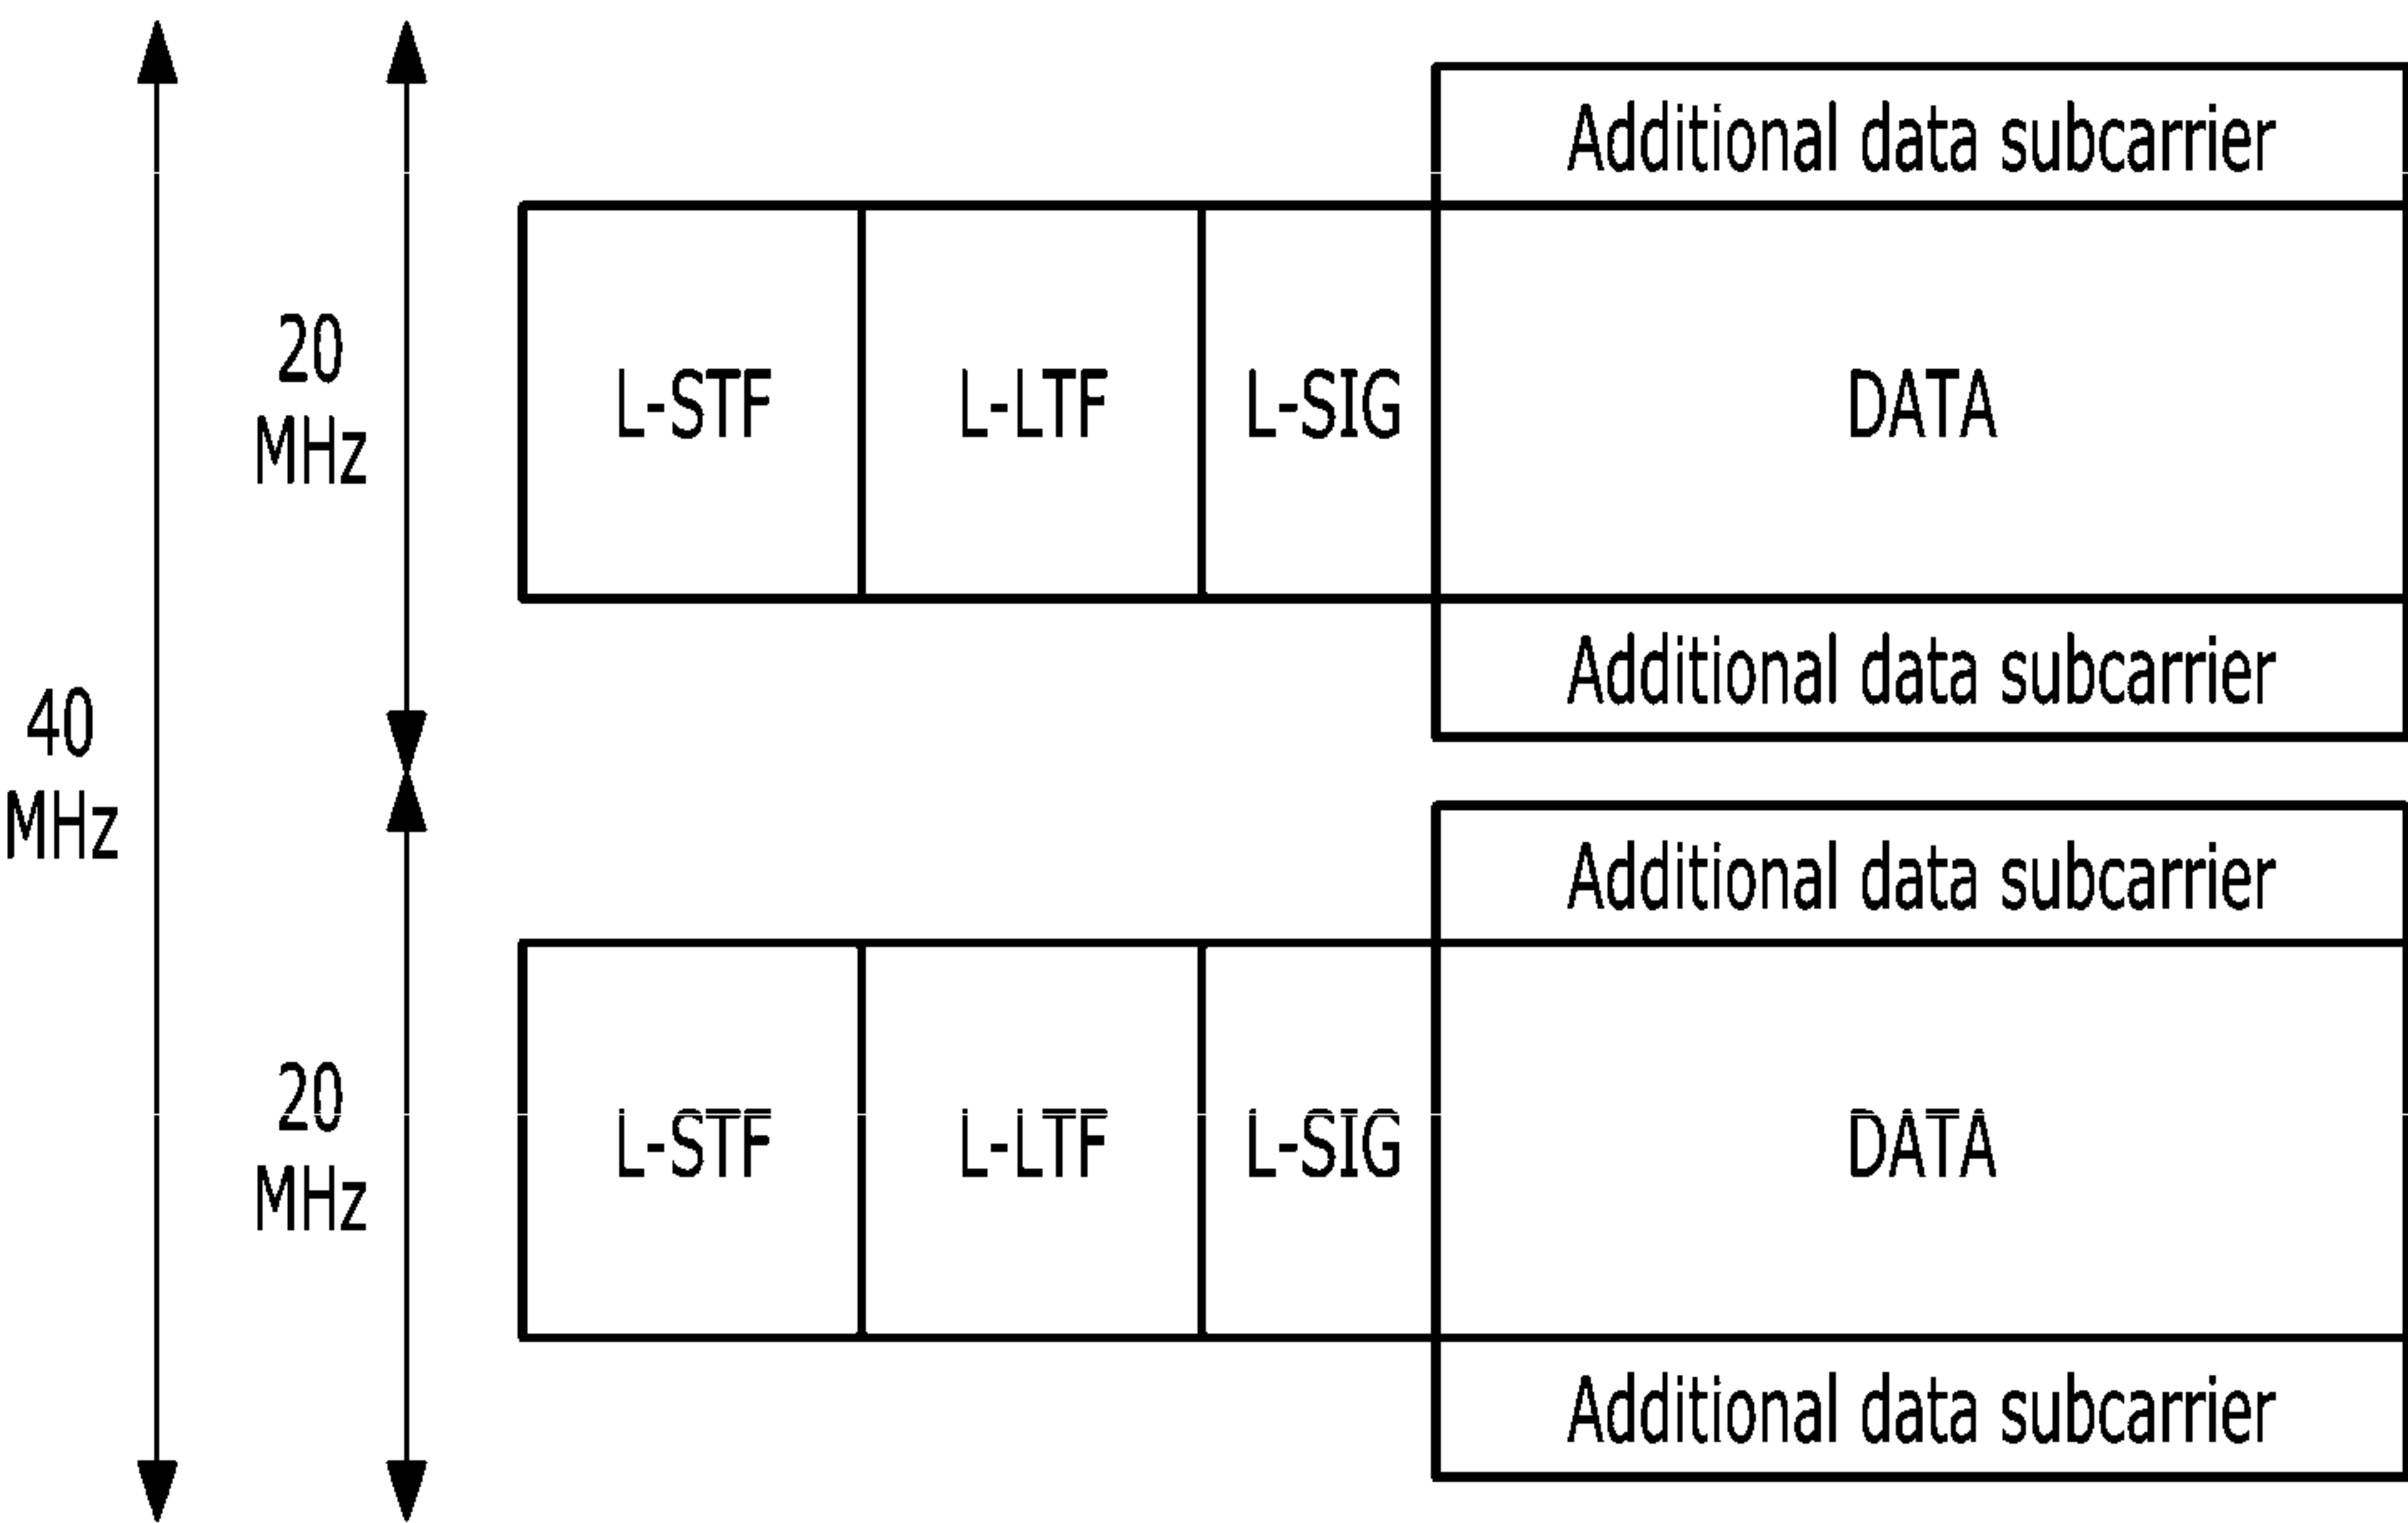 Additional data subcarrier
20
MHz
L-STF
L-LTF
L-SIG
DATA
Additional data subcarrier
40
MHz
Additional data subcarrier
20
MHz
L-STF
L-LTF
L-SIG
DATA
Additional data subcarrier